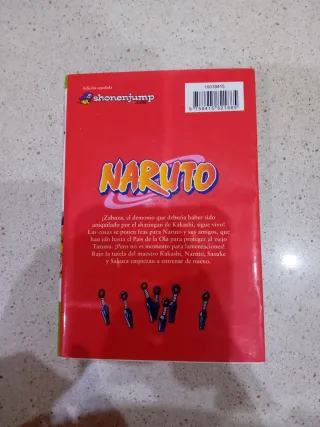 Edición española
shonenjump
NARUTO
¡Zabuza, el demonio que debería haber sido
aniquilado por el sharingan de Kakashi, sigue vivo!
Las cosas se ponen feas para Naruto y sus amigos, que
han ido hasta el País de la Ola para proteger al viejo
Tazuna. ¡Pero no es momento para lamentaciones!
Bajo la tutela del maestro Kakashi, Naruto, Sasuke
y Sakura empiezan a entrenar de nuevo.